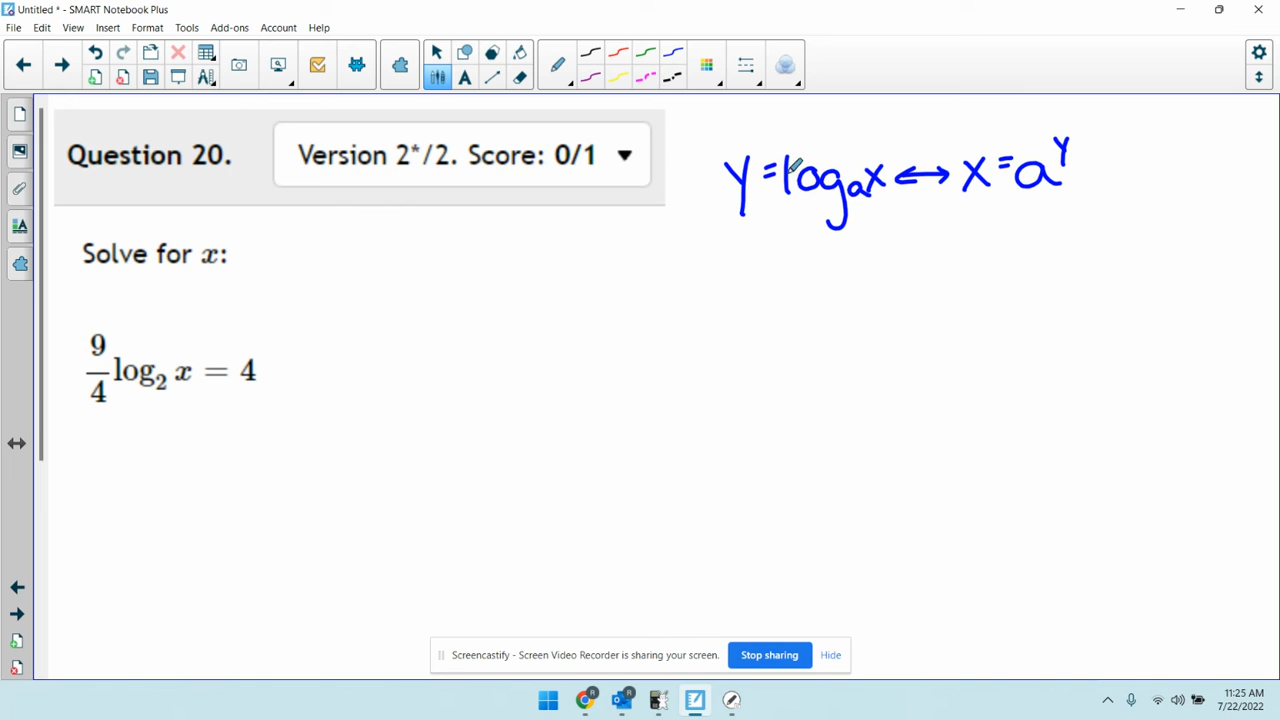 Untitled * - SMART Notebook Plus
File Edit View Insert Format Tools Add-ons Account Help
Question 20. Version 2*/2. Score: 0/1
y = logₐx ↔ x = a^y
Solve for x:
9/4 log₂ x = 4
Screencastify - Screen Video Recorder is sharing your screen. Stop sharing Hide
11:25 AM
7/22/2022